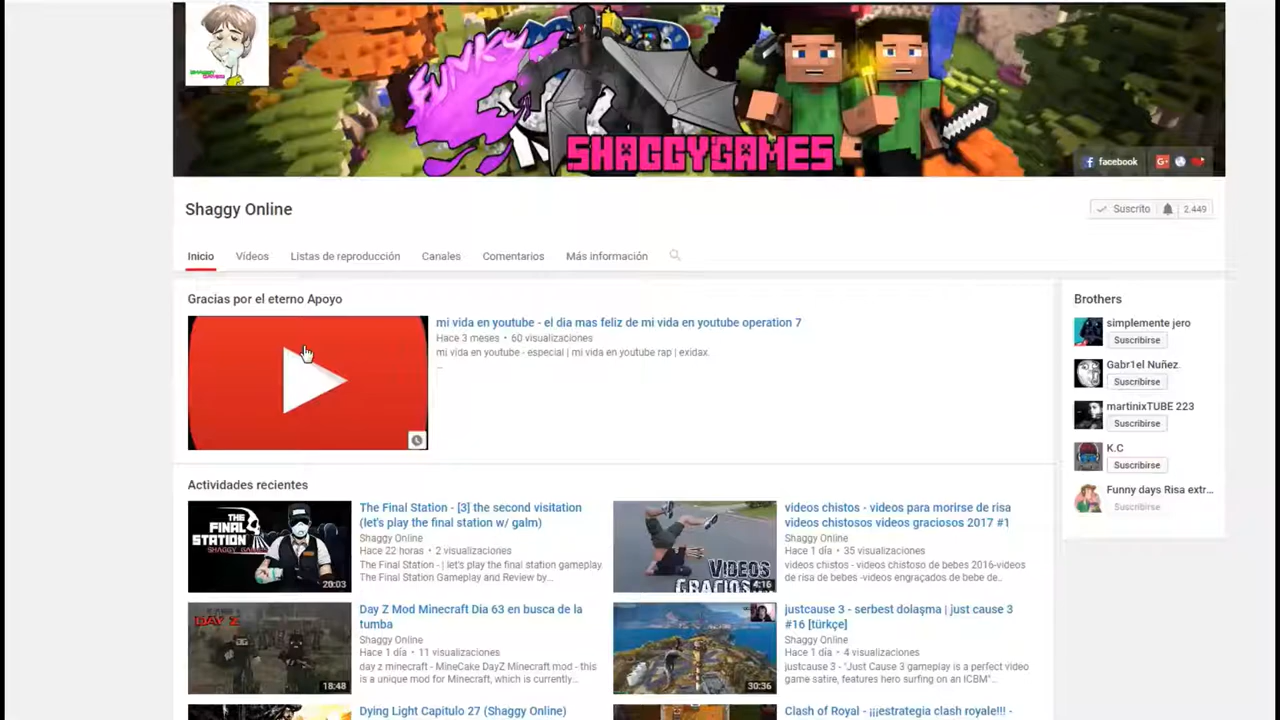 SHAGGYGAMES
facebook
Shaggy Online
Suscrito 2.449
Inicio Vídeos Listas de reproducción Canales Comentarios Más información
Gracias por el eterno Apoyo
mi vida en youtube - el dia mas feliz de mi vida en youtube operation 7
Hace 3 meses • 60 visualizaciones
mi vida en youtube - especial | mi vida en youtube rap | exidax.
...
Brothers
simplemente jero
Suscribirse
Gabr1el Nuñez
Suscribirse
martinixTUBE 223
Suscribirse
K.C
Suscribirse
Funny days Risa extr...
Suscribirse
Actividades recientes
THE
FINAL
STATION
20:03
The Final Station - [3] the second visitation
(let's play the final station w/ galm)
Shaggy Online
Hace 22 horas • 2 visualizaciones
The Final Station - | let's play the final station gameplay
The Final Station Gameplay and Review by...
VIDEOS
GRACIOSOS
4:16
videos chistos - videos para morirse de risa
videos chistosos videos graciosos 2017 #1
Shaggy Online
Hace 1 día • 35 visualizaciones
videos chistos - videos chistoso de bebes 2016-videos
de risa de bebes -videos engraçados de bebe de..
DAY Z
18:48
Day Z Mod Minecraft Dia 63 en busca de la
tumba
Shaggy Online
Hace 1 día • 11 visualizaciones
day z minecraft - MineCake DayZ Minecraft mod - this
is a unique mod for Minecraft, which is currently...
30:36
justcause 3 - serbest dolaşma | just cause 3
#16 [türkçe]
Shaggy Online
Hace 1 día • 4 visualizaciones
justcause 3 - "Just Cause 3 gameplay is a perfect video
game satire, features hero surfing on an ICBM"...
Dying Light Capitulo 27 (Shaggy Online)
Clash of Royal - ¡¡¡estrategia clash royale!!! -